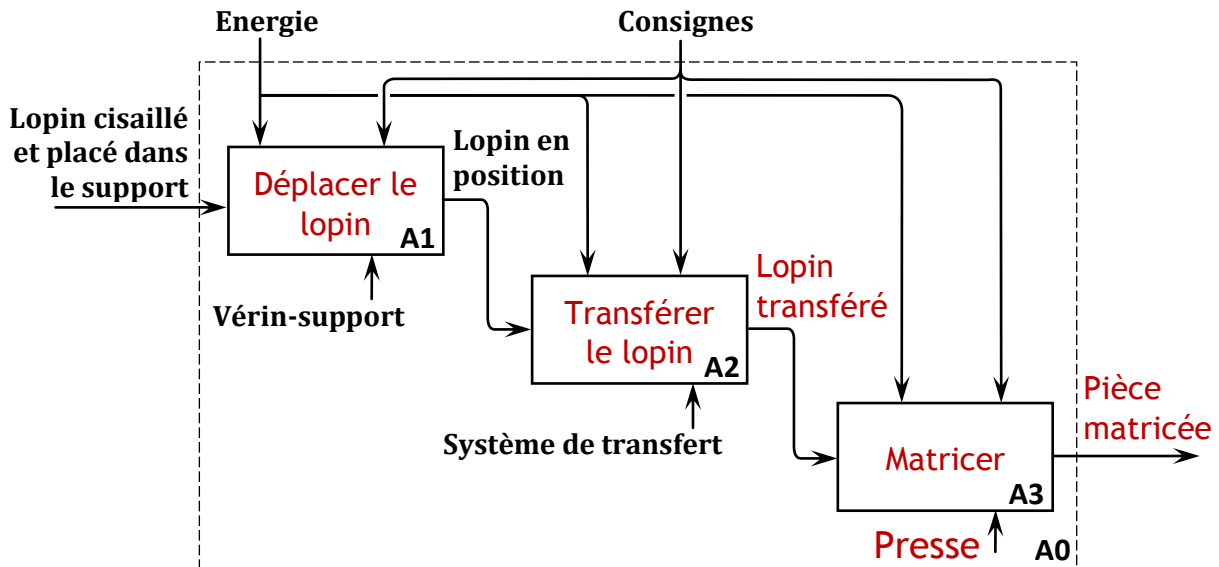 Energie
Consignes
Lopin cisaillé
et placé dans
le support
Déplacer le
lopin
A1
Lopin en
position
Vérin-support
Transférer
le lopin
A2
Lopin
transféré
Système de transfert
Matricer
A3
Pièce
matricée
Presse
A0